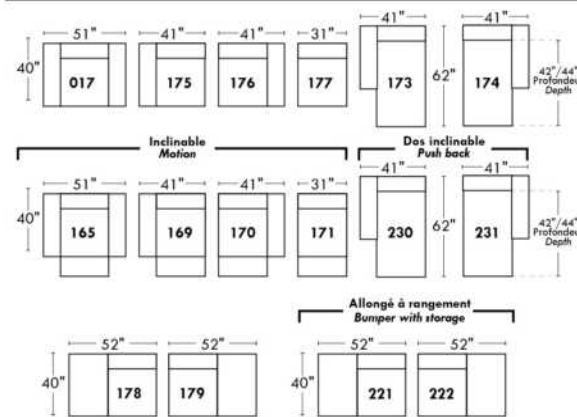 51" 41" 41" 31" 41" 41"
40" 017 175 176 177 173 62" 174 42"/44"
Profondeur
Depth
Inclinable
Motion
Dos inclinable
Push back
51" 41" 41" 31" 41" 41"
40" 165 169 170 171 230 62" 231 42"/44"
Profondeur
Depth
Allongé à rangement
Bumper with storage
52" 52" 52" 52"
40" 178 179 40" 221 222